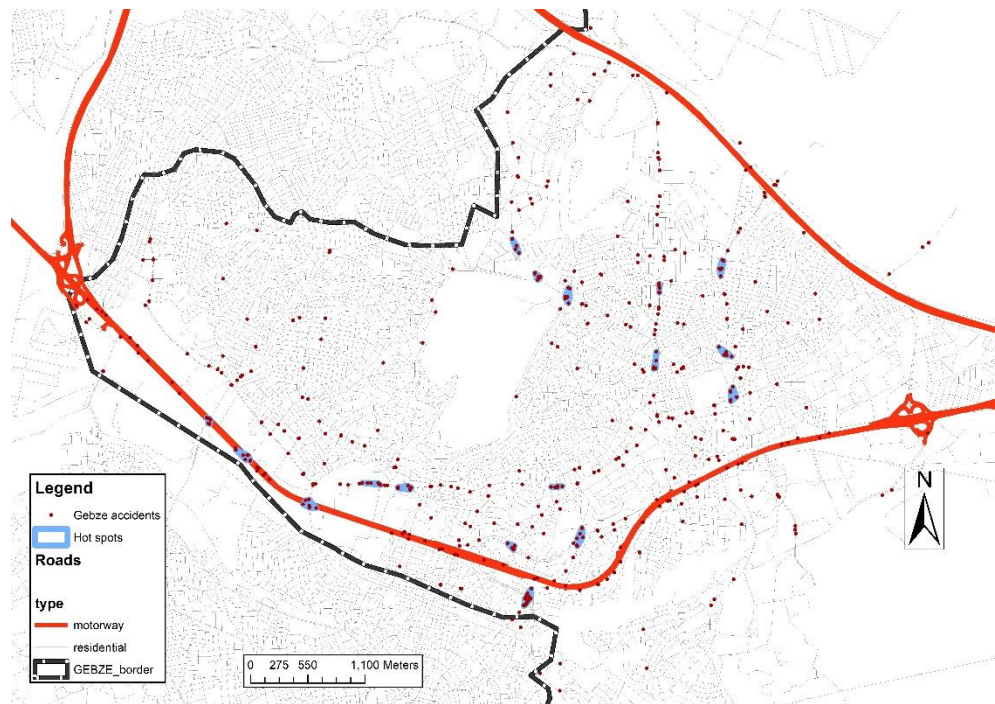 N
Legend
Gebze accidents
Hot spots
Roads
type
motorway
residential
GEBZE_border
0 275 550 1,100 Meters